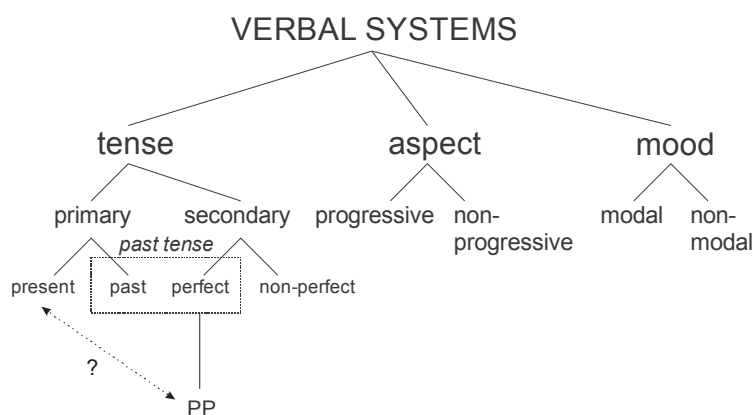 VERBAL SYSTEMS
tense aspect mood
primary secondary progressive non-progressive modal non-modal
past tense
present past perfect non-perfect
?
PP